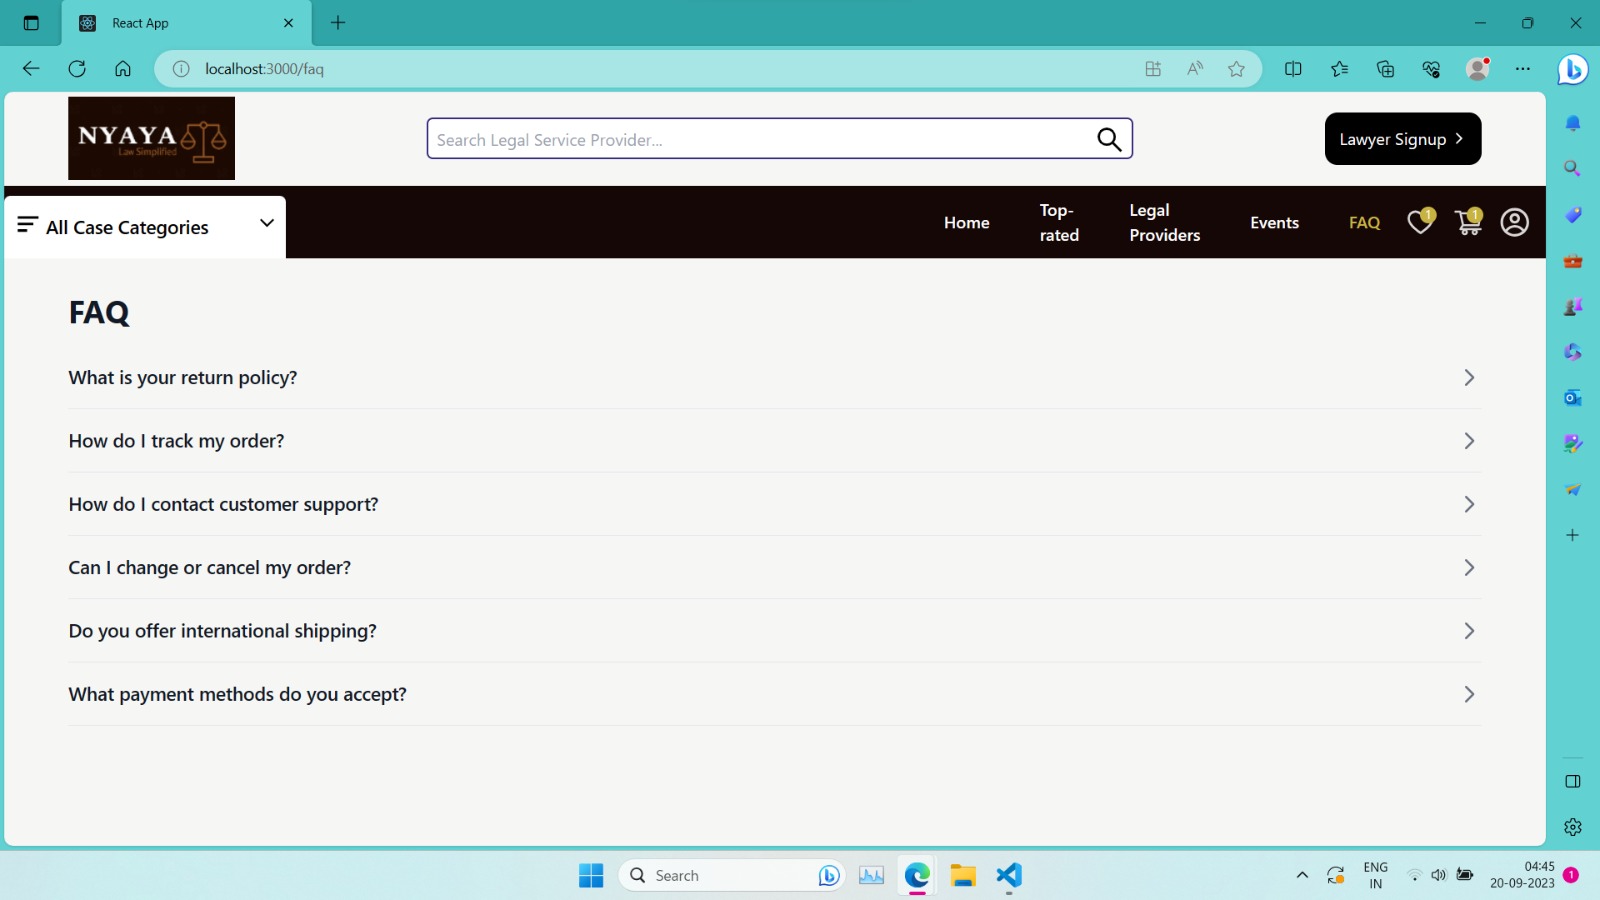 React App
localhost:3000/faq
NYAYA
Law Simplified
Search Legal Service Provider...
Lawyer Signup
All Case Categories
Home
Top-
rated
Legal
Providers
Events
FAQ
1
1
FAQ
What is your return policy?
How do I track my order?
How do I contact customer support?
Can I change or cancel my order?
Do you offer international shipping?
What payment methods do you accept?
Search
ENG
IN
04:45
20-09-2023
1